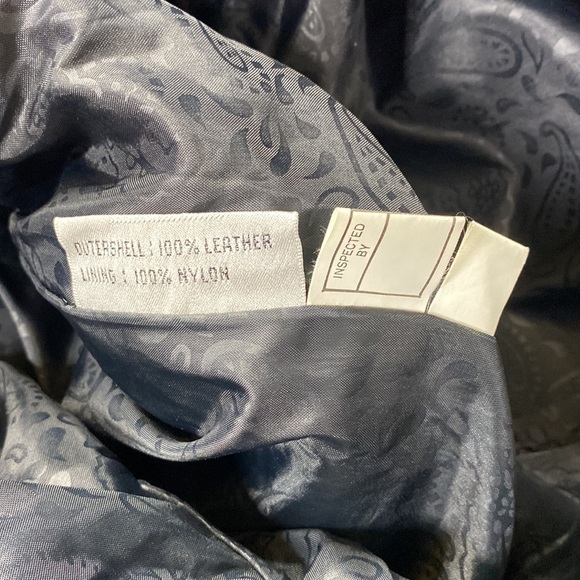 OUTERSHELL : 100% LEATHER
LINING : 100% NYLON
INSPECTED
BY